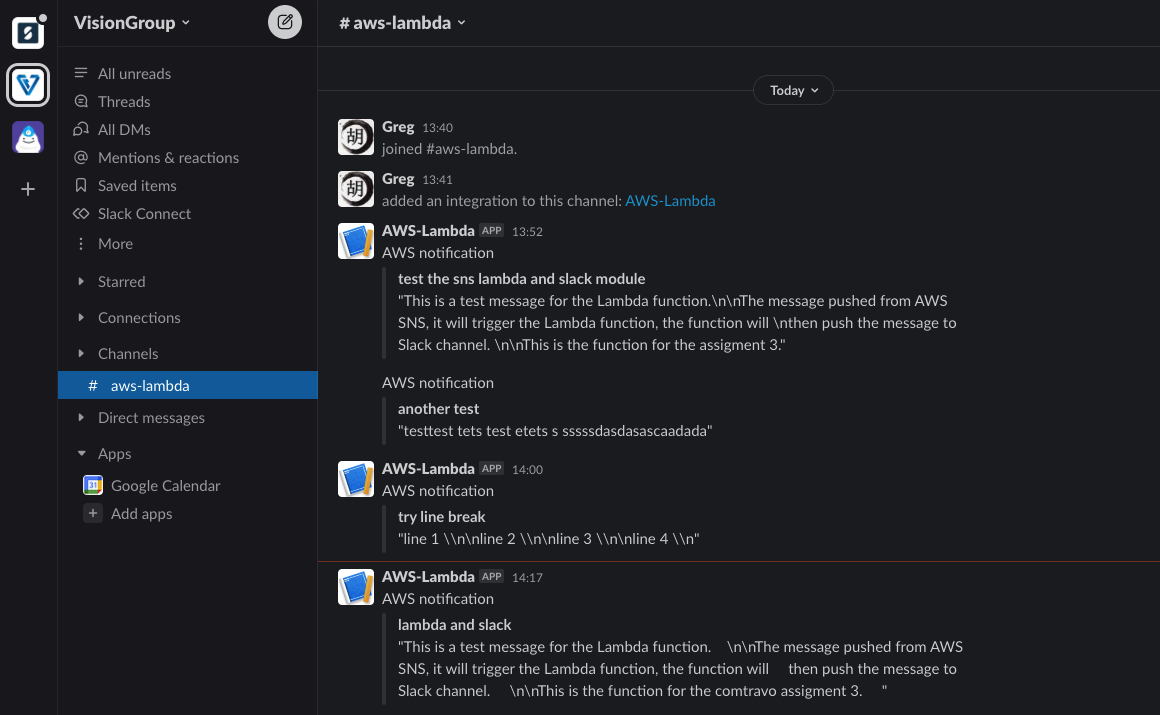 VisionGroup
All unreads
Threads
All DMs
@ Mentions & reactions
Saved items
Slack Connect
More
Starred
Connections
Channels
# aws-lambda
Direct messages
Apps
31 Google Calendar
+ Add apps
# aws-lambda
Today
胡
Greg 13:40
joined #aws-lambda.
胡
Greg 13:41
added an integration to this channel: AWS-Lambda
AWS-Lambda APP 13:52
AWS notification
test the sns lambda and slack module
"This is a test message for the Lambda function.\n\nThe message pushed from AWS
SNS, it will trigger the Lambda function, the function will \nthen push the message to
Slack channel. \n\nThis is the function for the assigment 3."
AWS notification
another test
"testtest tets test etets s sssssdasdasascaadada"
AWS-Lambda APP 14:00
AWS notification
try line break
"line 1 \\n\nline 2 \\n\nline 3 \\n\nline 4 \\n"
AWS-Lambda APP 14:17
AWS notification
lambda and slack
"This is a test message for the Lambda function. \n\nThe message pushed from AWS
SNS, it will trigger the Lambda function, the function will then push the message to
Slack channel. \n\nThis is the function for the comtravo assigment 3. "